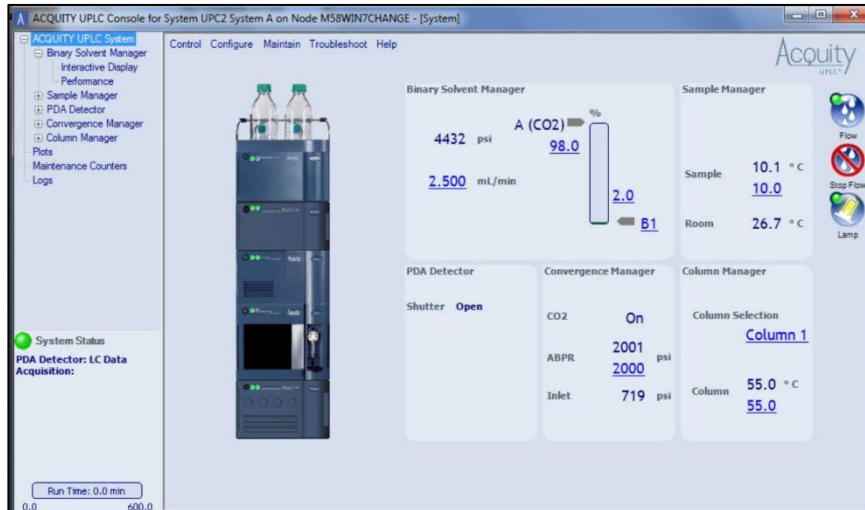 ACQUITY UPLC Console for System UPC2 System A on Node M58WIN7CHANGE - [System]
ACQUITY UPLC System
Binary Solvent Manager
Interactive Display
Performance
Sample Manager
PDA Detector
Convergence Manager
Column Manager
Plots
Maintenance Counters
Logs
System Status
PDA Detector: LC Data
Acquisition:
Run Time: 0.0 min
0.0 600.0
Control Configure Maintain Troubleshoot Help
Acquity
UPLC
Binary Solvent Manager
4432 psi
2.500 mL/min
%
A (CO2)
98.0
2.0
B1
Sample Manager
Sample 10.1 °C
10.0
Room 26.7 °C
Flow
Stop Flow
Lamp
PDA Detector
Shutter Open
Convergence Manager
CO2 On
ABPR 2001 psi
2000
Inlet 719 psi
Column Manager
Column Selection
Column 1
Column 55.0 °C
55.0